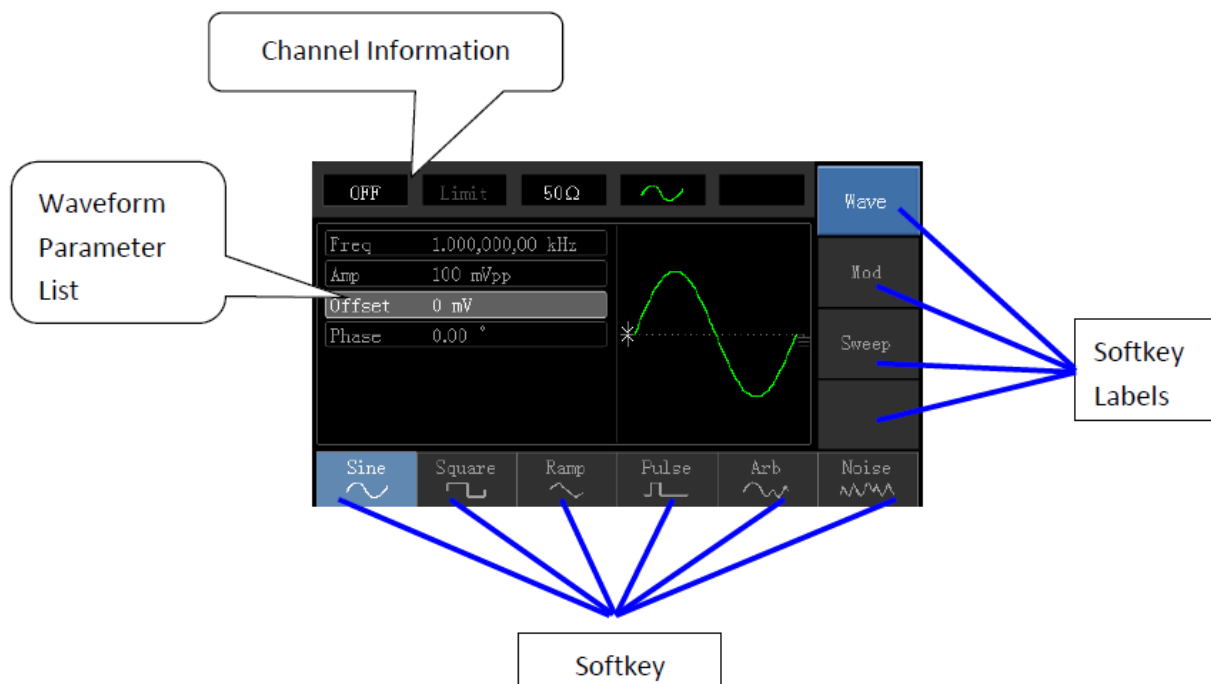 Channel Information
Waveform
Parameter
List
OFF Limit 50Ω
Freq 1.000,000,00 kHz
Amp 100 mVpp
Offset 0 mV
Phase 0.00 °
Wave
Mod
Sweep
Softkey
Labels
Sine Square Ramp Pulse Arb Noise
Softkey